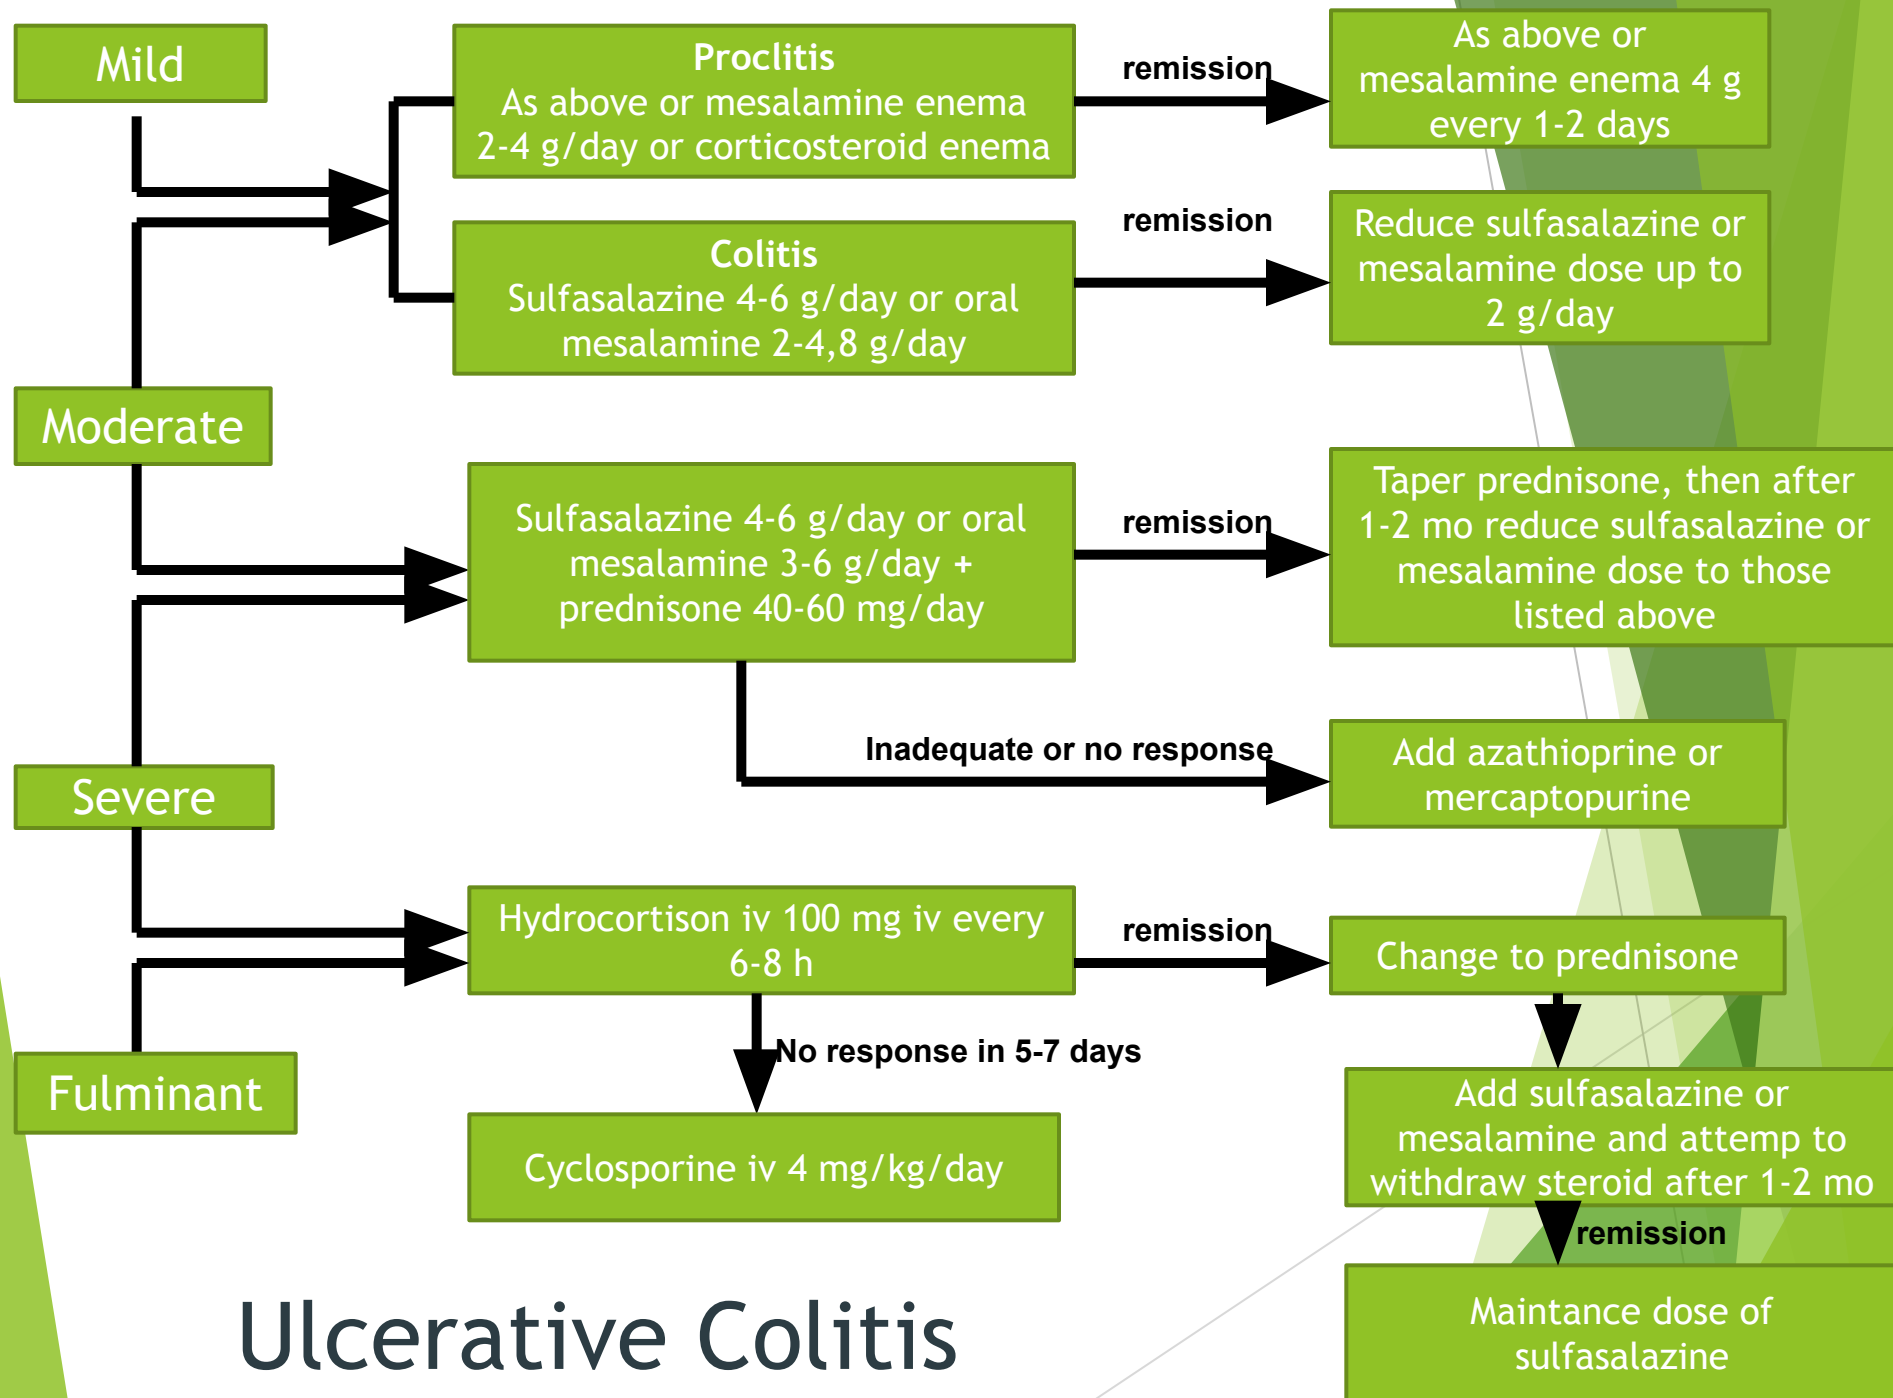 Mild
Proclitis
As above or mesalamine enema
2-4 g/day or corticosteroid enema
remission
As above or
mesalamine enema 4 g
every 1-2 days
Colitis
Sulfasalazine 4-6 g/day or oral
mesalamine 2-4,8 g/day
remission
Reduce sulfasalazine or
mesalamine dose up to
2 g/day
Moderate
Sulfasalazine 4-6 g/day or oral
mesalamine 3-6 g/day +
prednisone 40-60 mg/day
remission
Taper prednisone, then after
1-2 mo reduce sulfasalazine or
mesalamine dose to those
listed above
Inadequate or no response
Add azathioprine or
mercaptopurine
Severe
Hydrocortison iv 100 mg iv every
6-8 h
remission
Change to prednisone
No response in 5-7 days
Fulminant
Cyclosporine iv 4 mg/kg/day
Add sulfasalazine or
mesalamine and attemp to
withdraw steroid after 1-2 mo
remission
Maintance dose of
sulfasalazine
Ulcerative Colitis